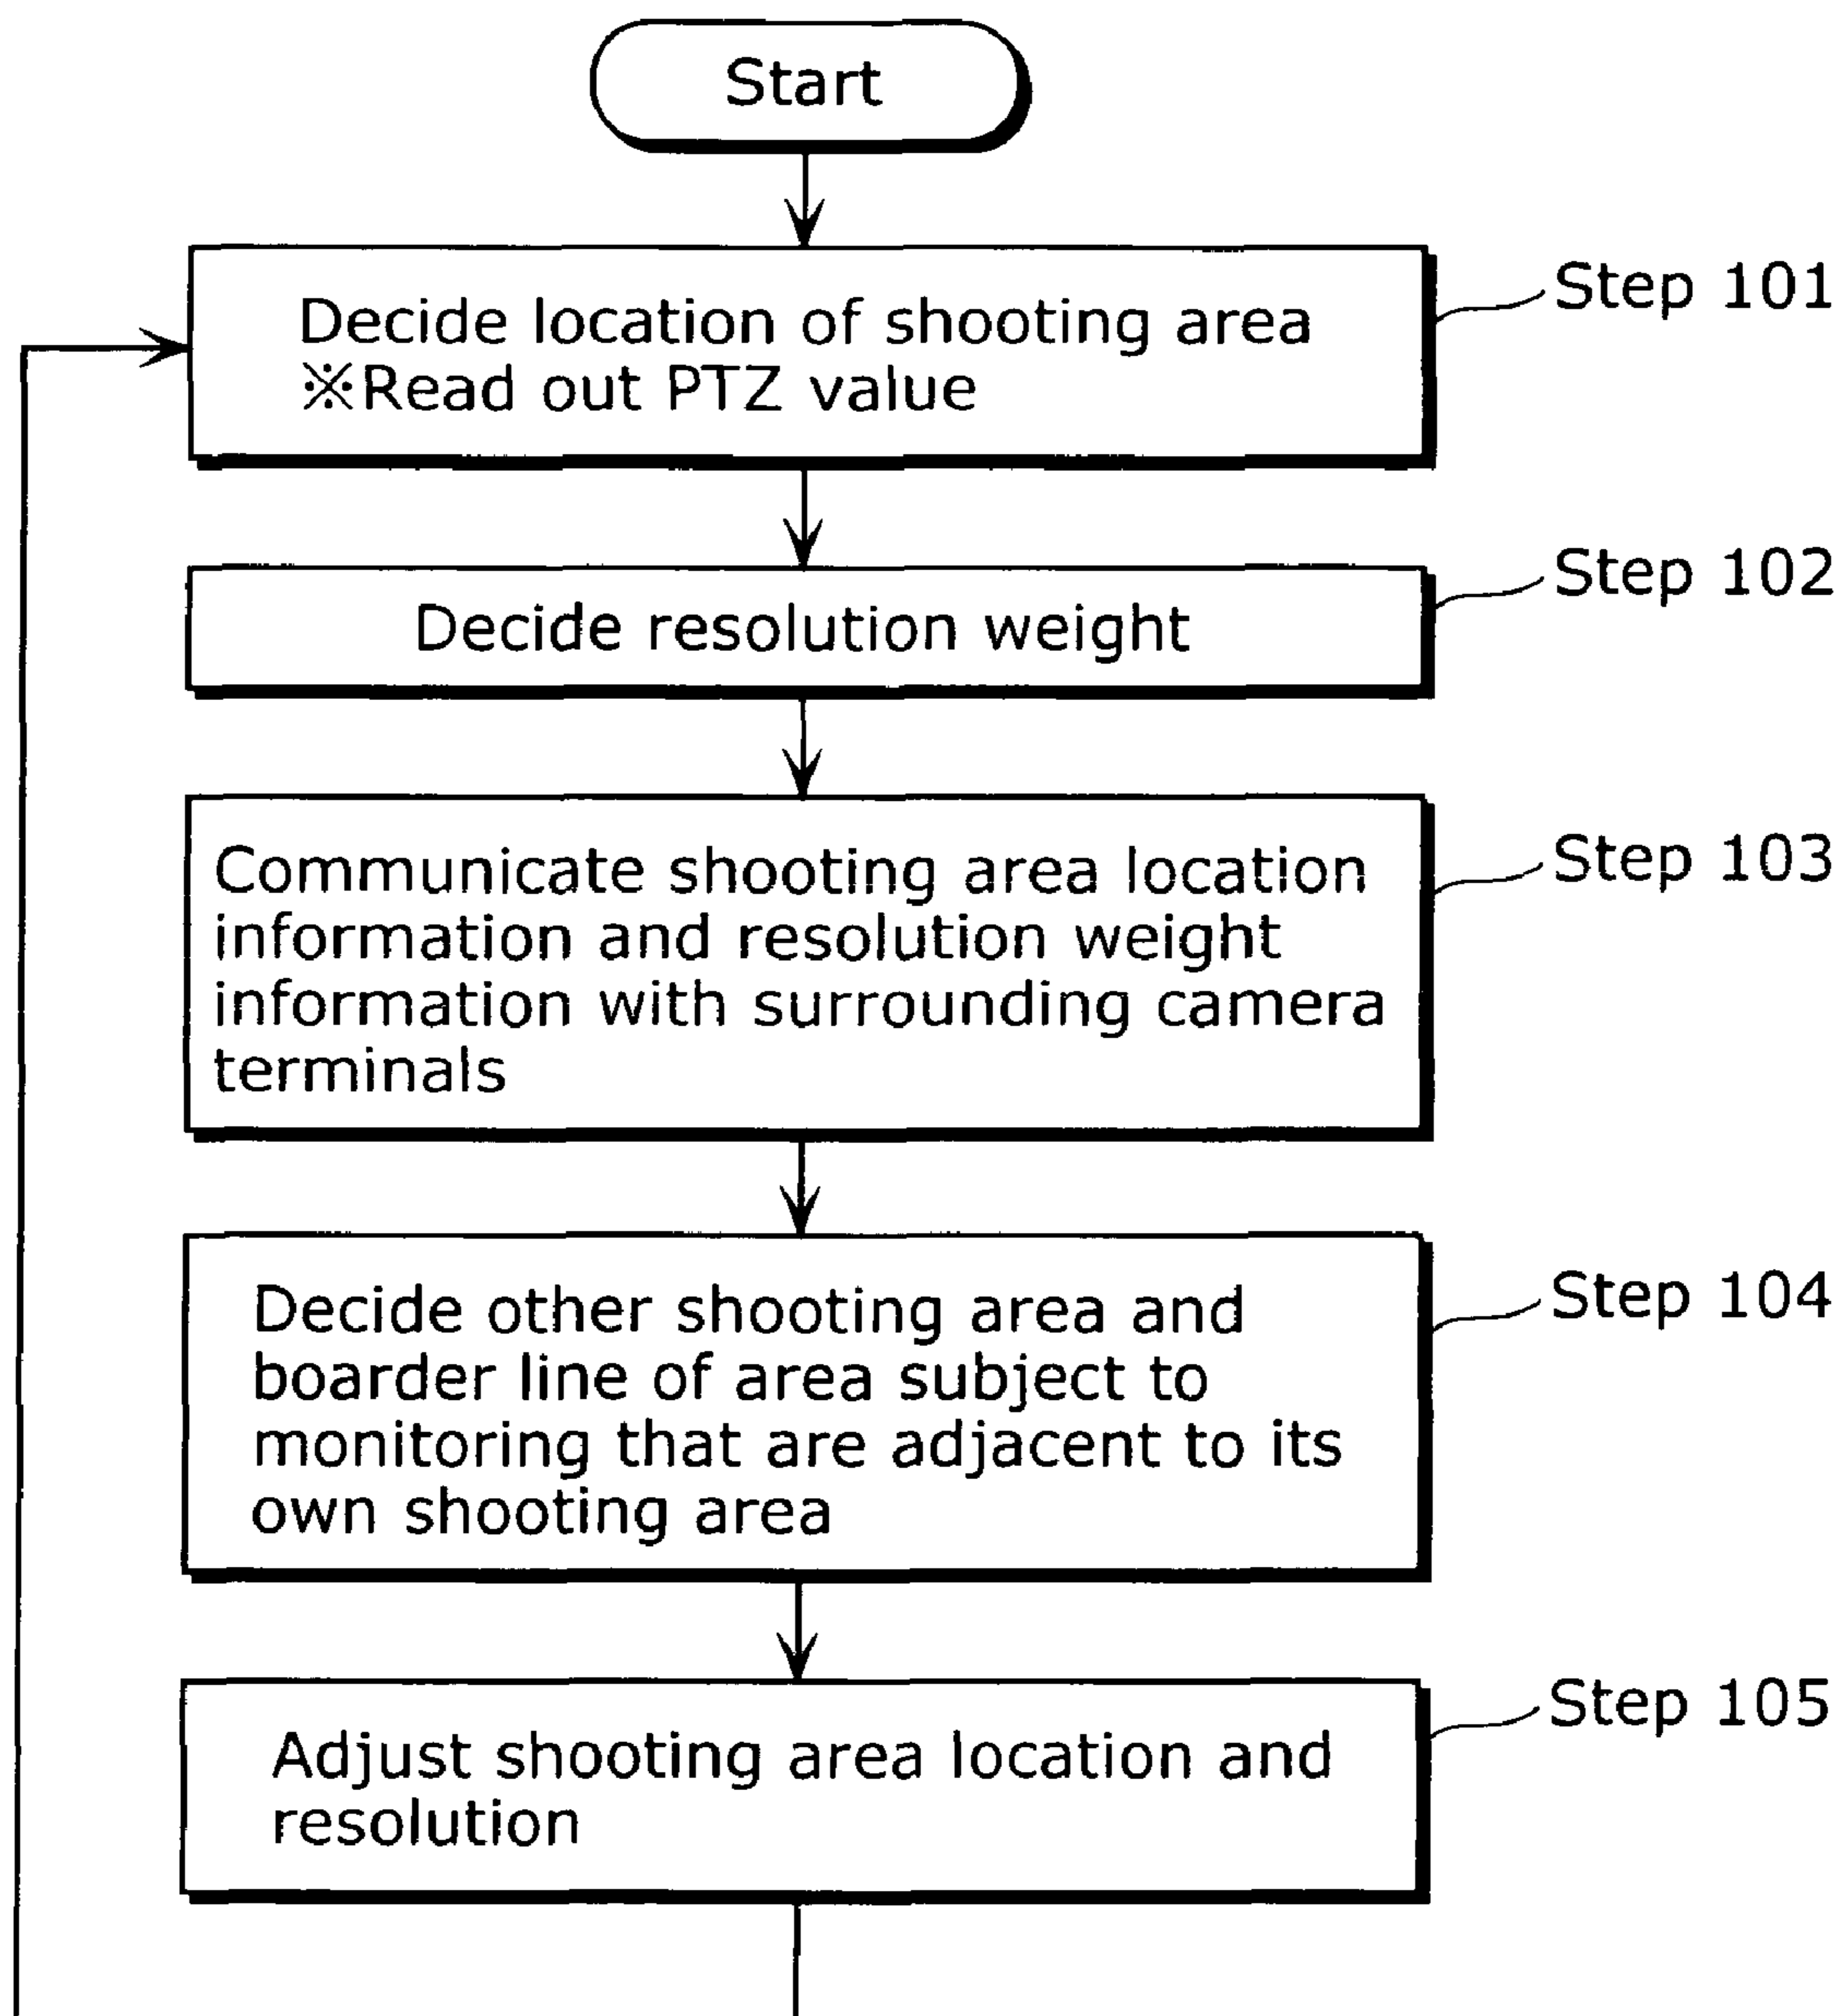 Start
Decide location of shooting area
※Read out PTZ value
Step 101
Decide resolution weight
Step 102
Communicate shooting area location
information and resolution weight
information with surrounding camera
terminals
Step 103
Decide other shooting area and
boarder line of area subject to
monitoring that are adjacent to its
own shooting area
Step 104
Adjust shooting area location and
resolution
Step 105